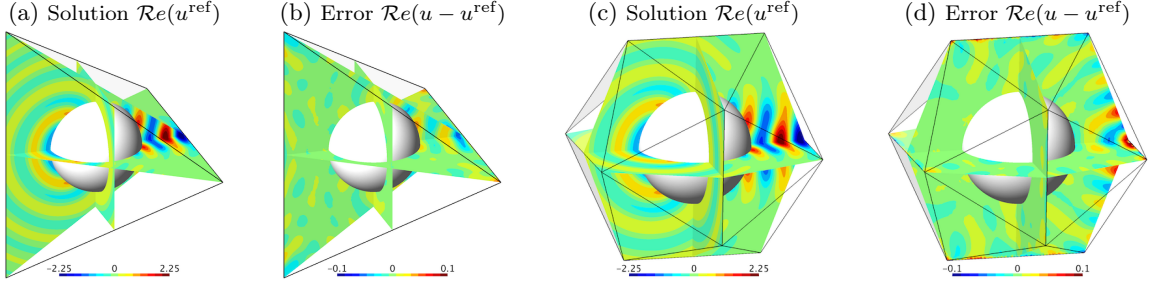 (a) Solution Re(u^ref)
(b) Error Re(u − u^ref)
(c) Solution Re(u^ref)
(d) Error Re(u − u^ref)
−2.25 0 2.25
−0.1 0 0.1
−2.25 0 2.25
−0.1 0 0.1